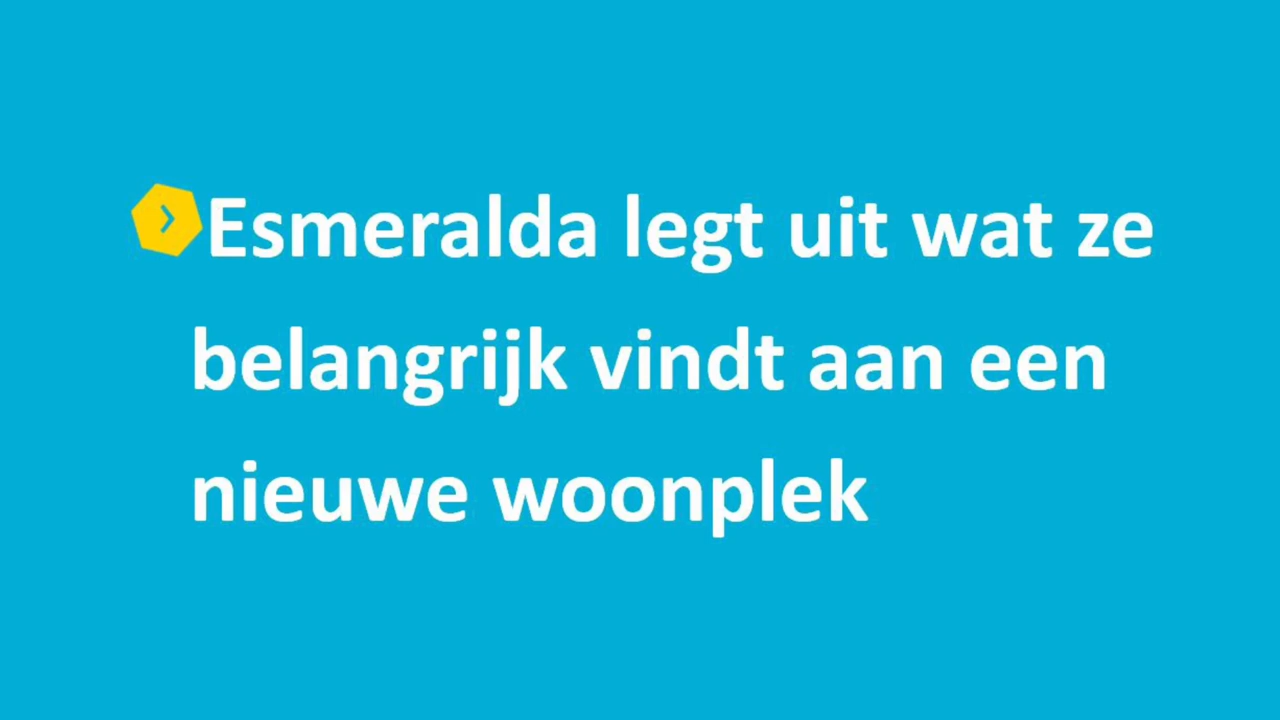 Esmeralda legt uit wat ze
belangrijk vindt aan een
nieuwe woonplek